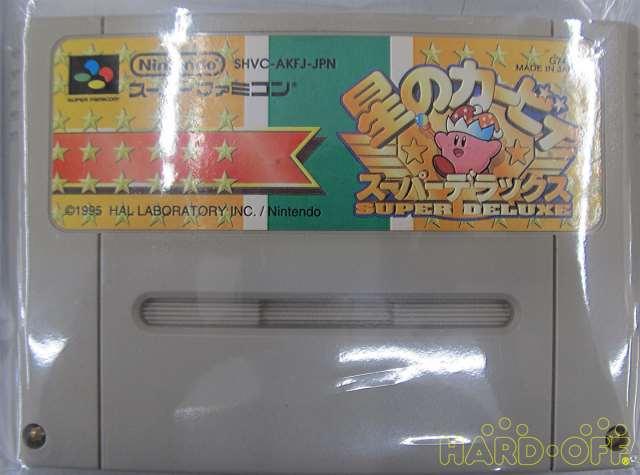 Nintendo
SHVC-AKFJ-JPN
SUPER FAMICOM
スーパーファミコン®
MADE IN JAPAN
星のカービィ
スーパーデラックス
SUPER DELUXE
©1995 HAL LABORATORY INC. / Nintendo
HARD·OFF